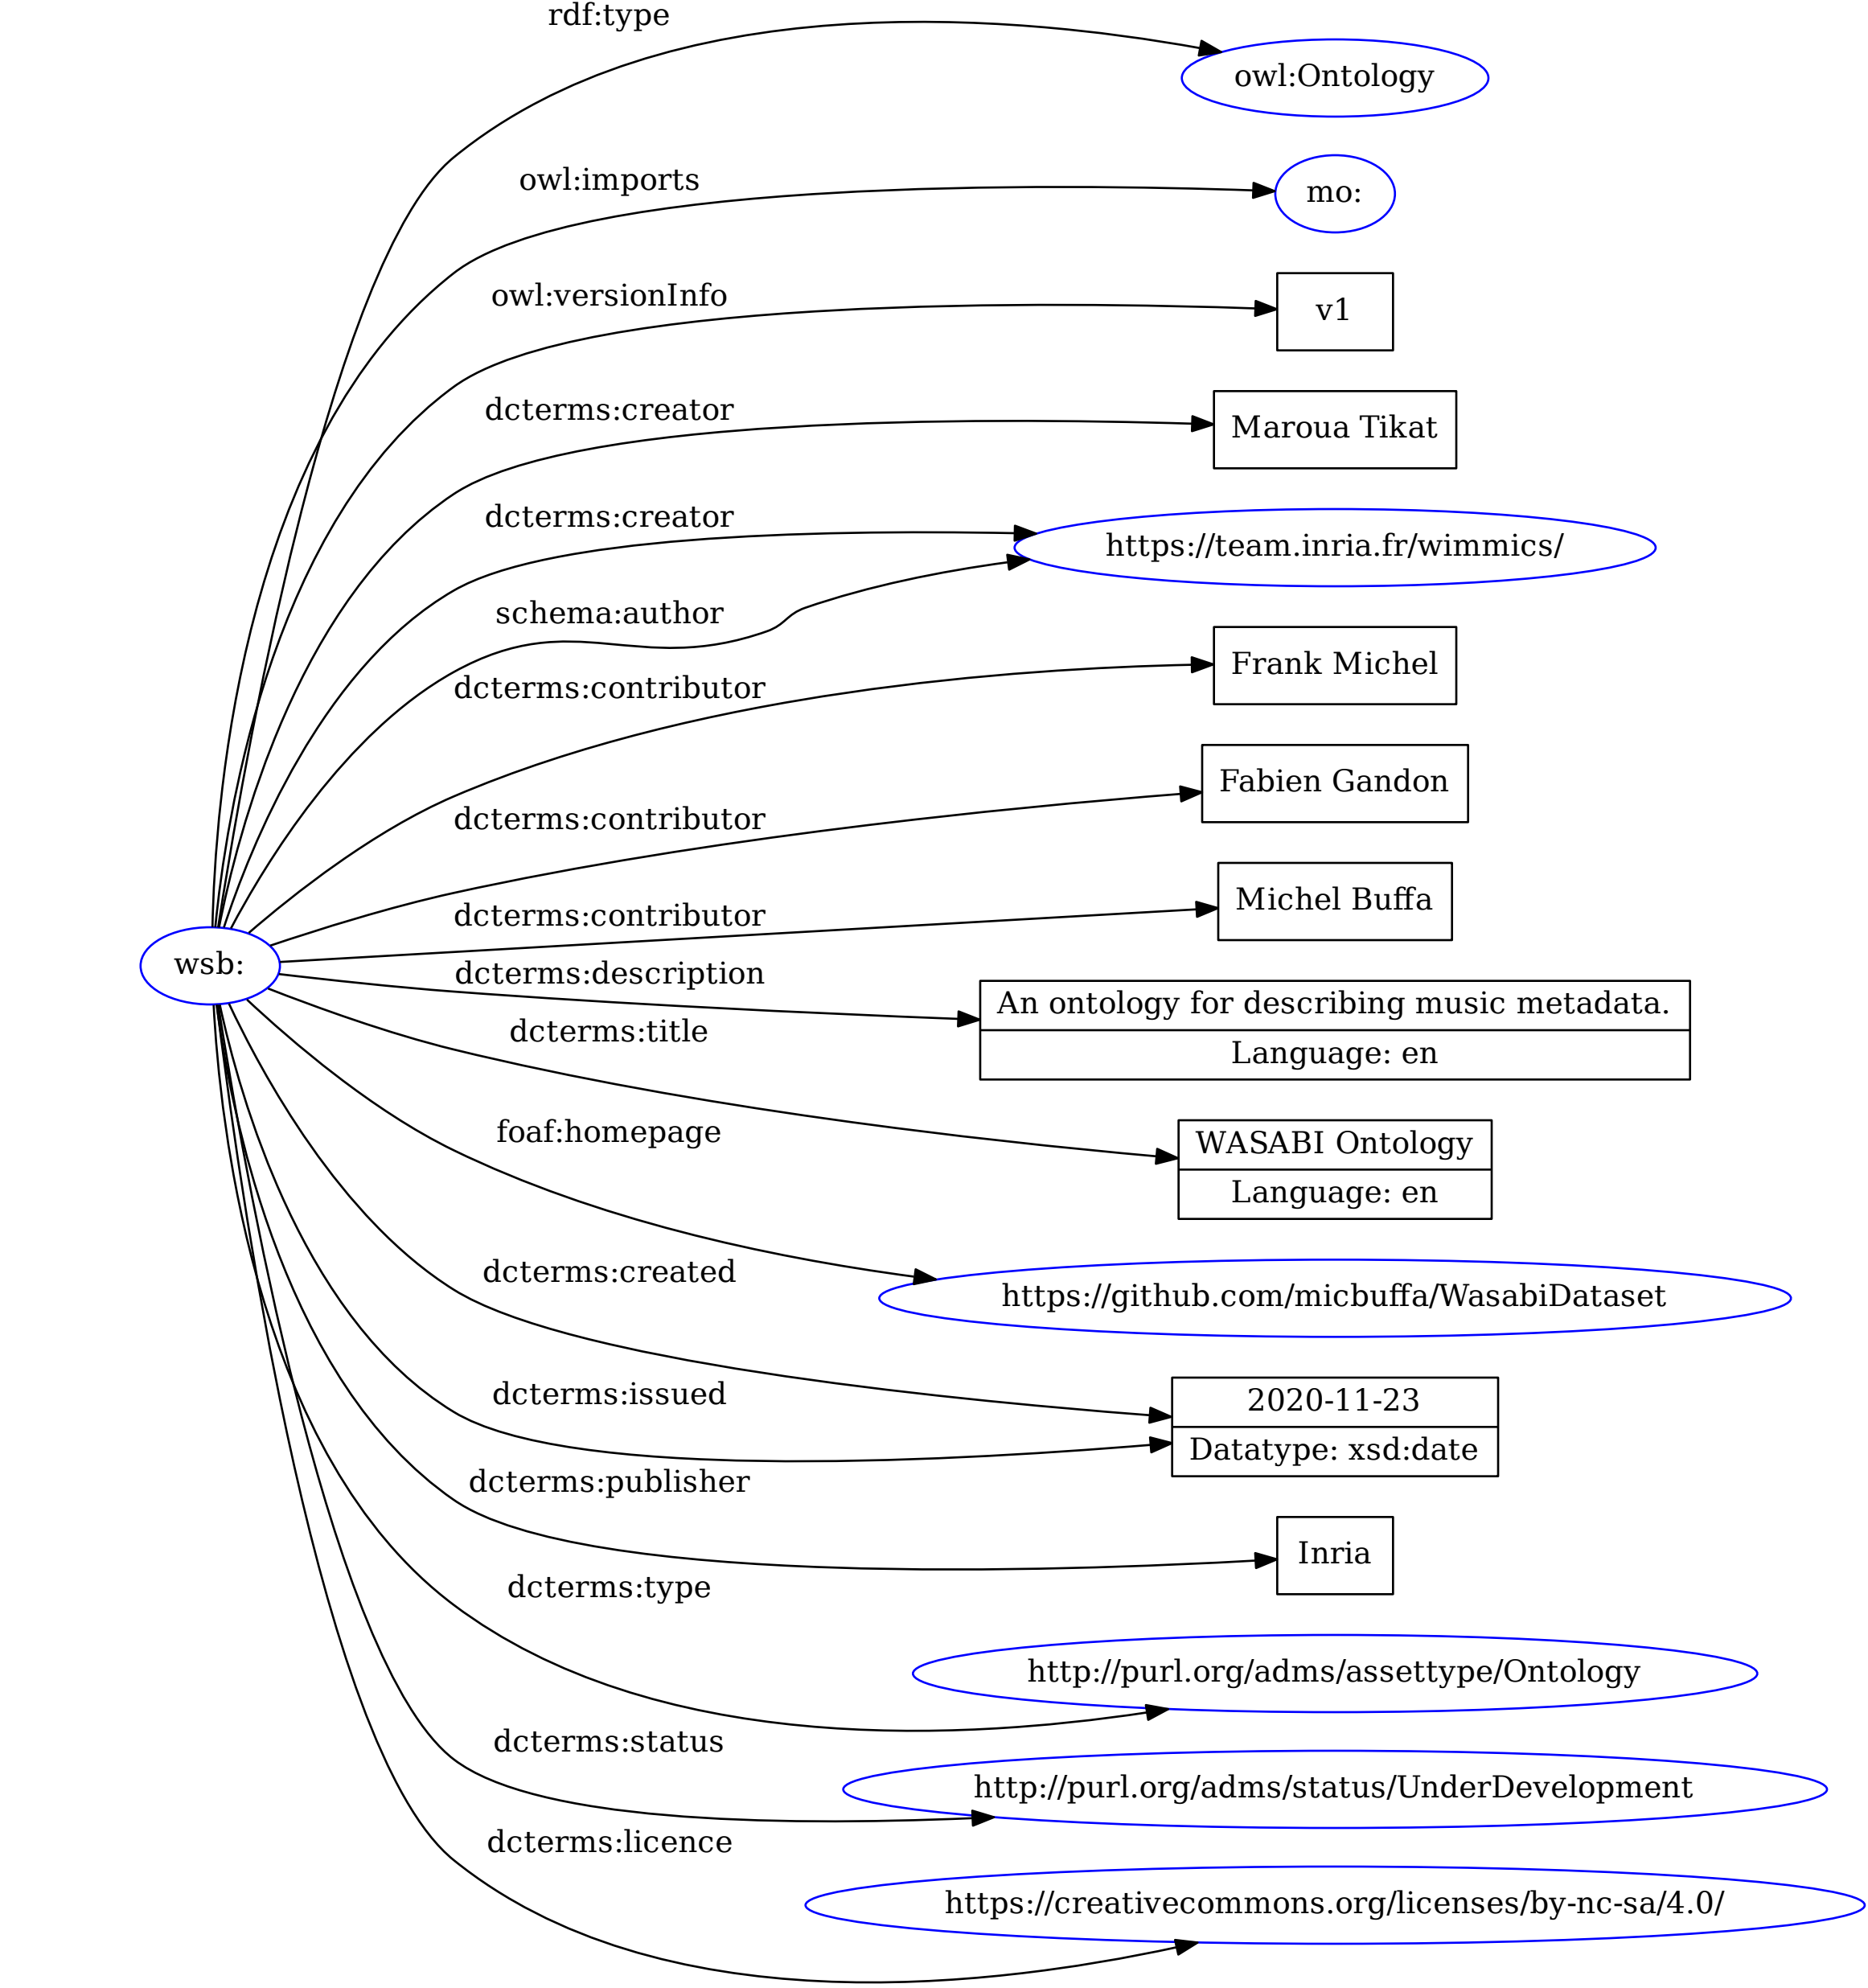 rdf:type
owl:Ontology
owl:imports
mo:
owl:versionInfo
v1
dcterms:creator
Maroua Tikat
dcterms:creator
https://team.inria.fr/wimmics/
schema:author
dcterms:contributor
Frank Michel
dcterms:contributor
Fabien Gandon
dcterms:contributor
Michel Buffa
wsb:
dcterms:description
An ontology for describing music metadata.
Language: en
dcterms:title
WASABI Ontology
Language: en
foaf:homepage
https://github.com/micbuffa/WasabiDataset
dcterms:created
dcterms:issued
2020-11-23
Datatype: xsd:date
dcterms:publisher
Inria
dcterms:type
http://purl.org/adms/assettype/Ontology
dcterms:status
http://purl.org/adms/status/UnderDevelopment
dcterms:licence
https://creativecommons.org/licenses/by-nc-sa/4.0/